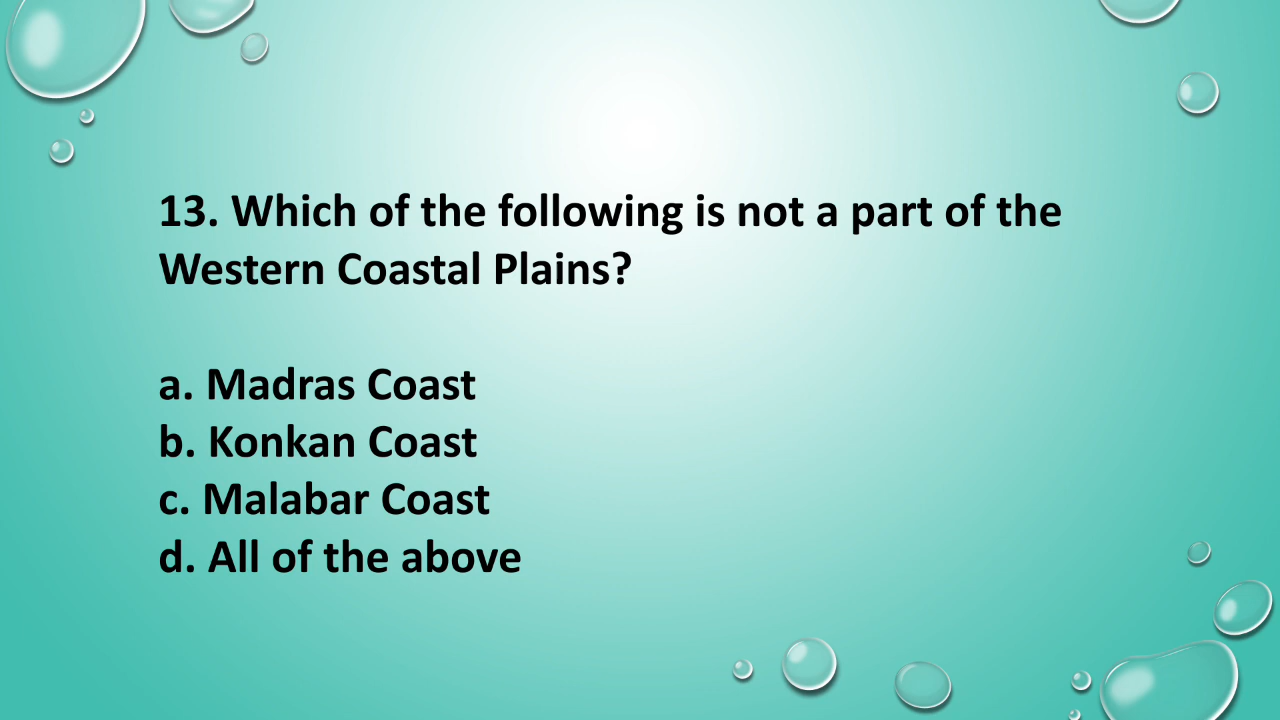 13. Which of the following is not a part of the
Western Coastal Plains?
a. Madras Coast
b. Konkan Coast
c. Malabar Coast
d. All of the above